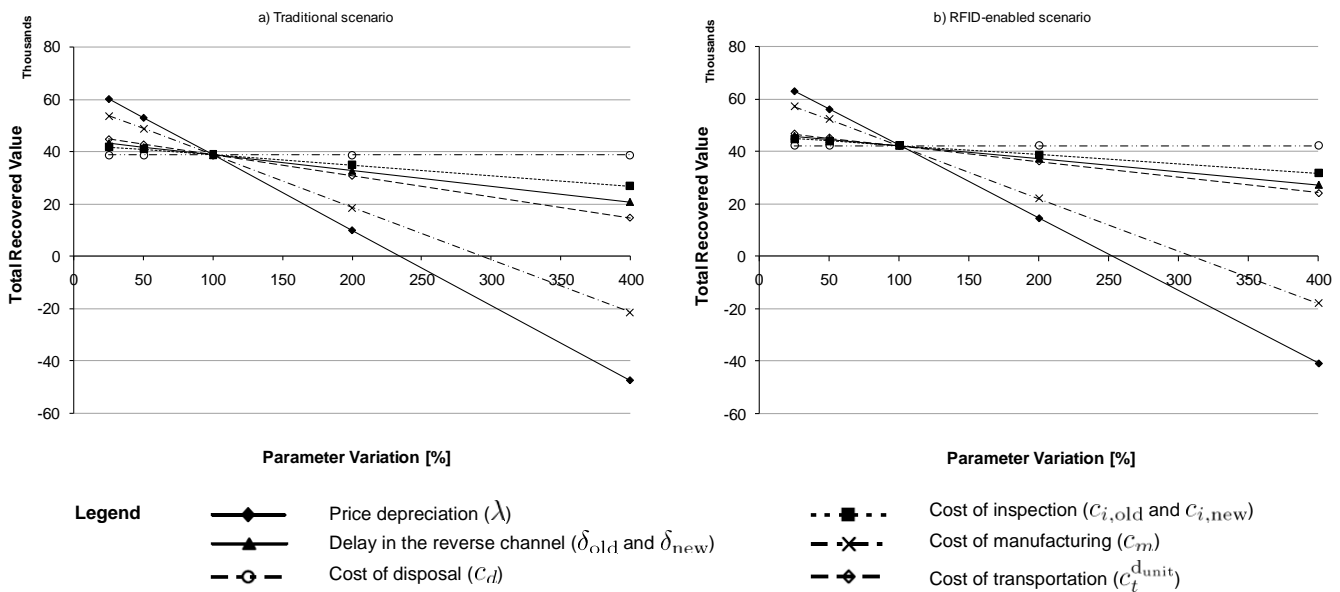 a) Traditional scenario
Thousands
Total Recovered Value
80
60
40
20
0
-20
-40
-60
0 50 100 150 200 250 300 350 400
Parameter Variation [%]
b) RFID-enabled scenario
Thousands
Total Recovered Value
80
60
40
20
0
-20
-40
-60
0 50 100 150 200 250 300 350 400
Parameter Variation [%]
Legend
Price depreciation (λ)
Delay in the reverse channel (δ_old and δ_new)
Cost of disposal (c_d)
Cost of inspection (c_i,old and c_i,new)
Cost of manufacturing (c_m)
Cost of transportation (c_t^d_unit)